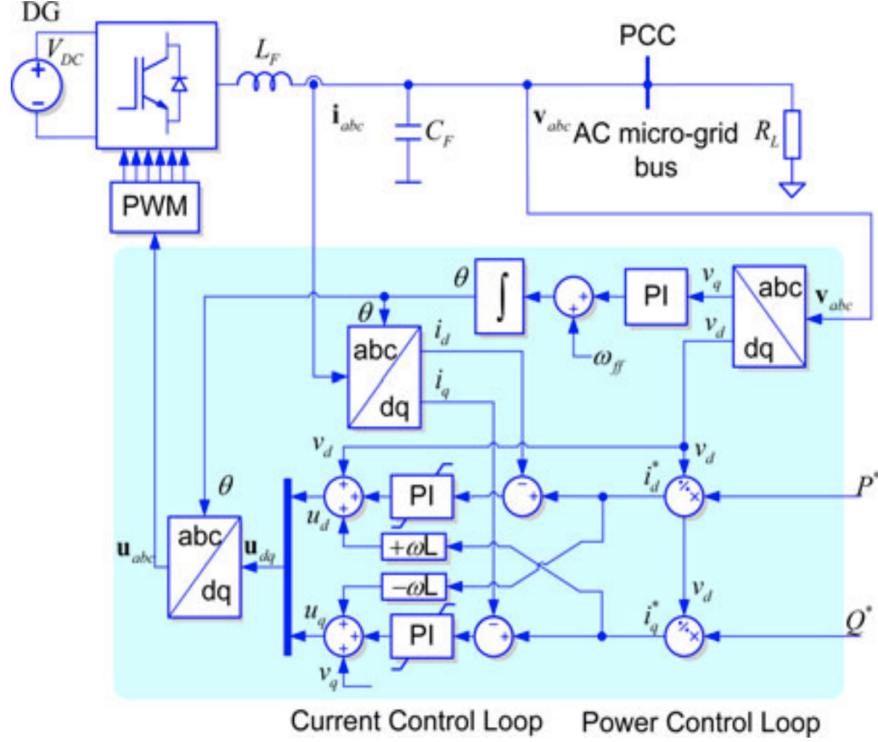 DG
V_DC
L_F
PCC
i_abc
C_F
v_abc
AC micro-grid
bus
R_L
PWM
θ
∫
PI
v_q
abc
v_abc
θ
abc
i_d
ω_ff
v_d
dq
i_q
dq
v_d
v_d
θ
PI
i_d^*
P^*
u_d
abc
u_abc
u_dq
+ωL
dq
−ωL
v_d
u_q
PI
i_q^*
Q^*
v_q
Current Control Loop
Power Control Loop